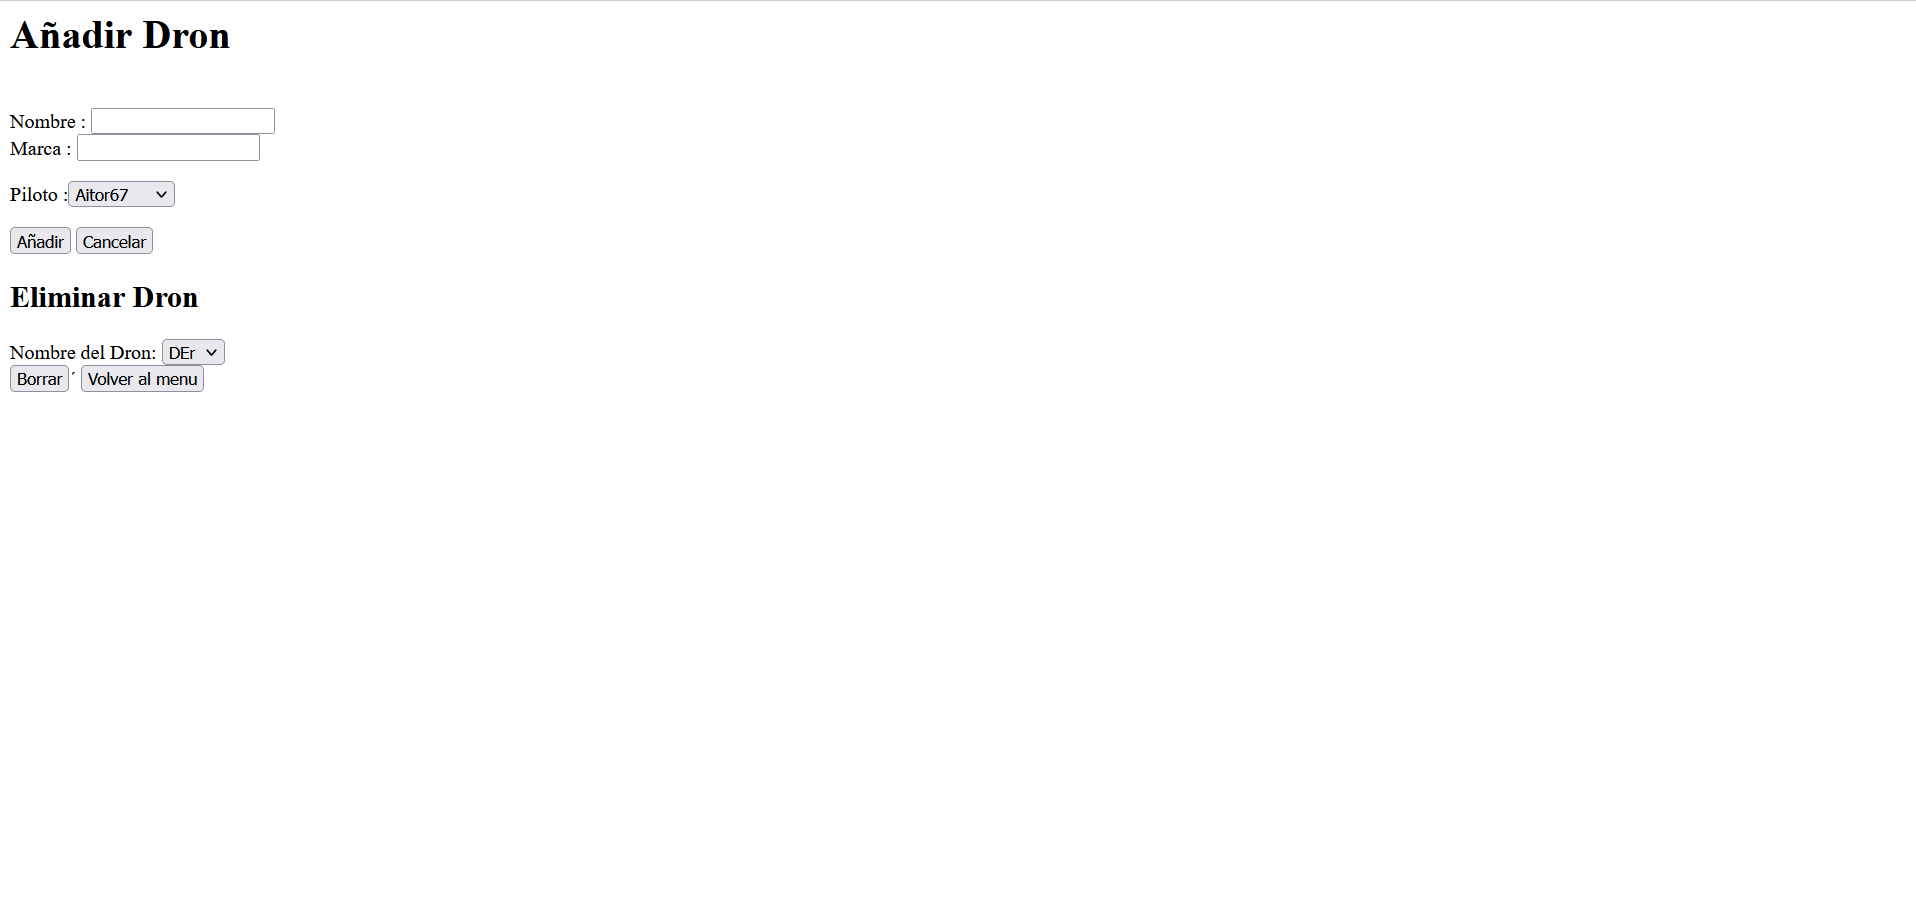 Añadir Dron
Nombre :
Marca :
Piloto : Aitor67
Añadir Cancelar
Eliminar Dron
Nombre del Dron: DEr
Borrar ´ Volver al menu